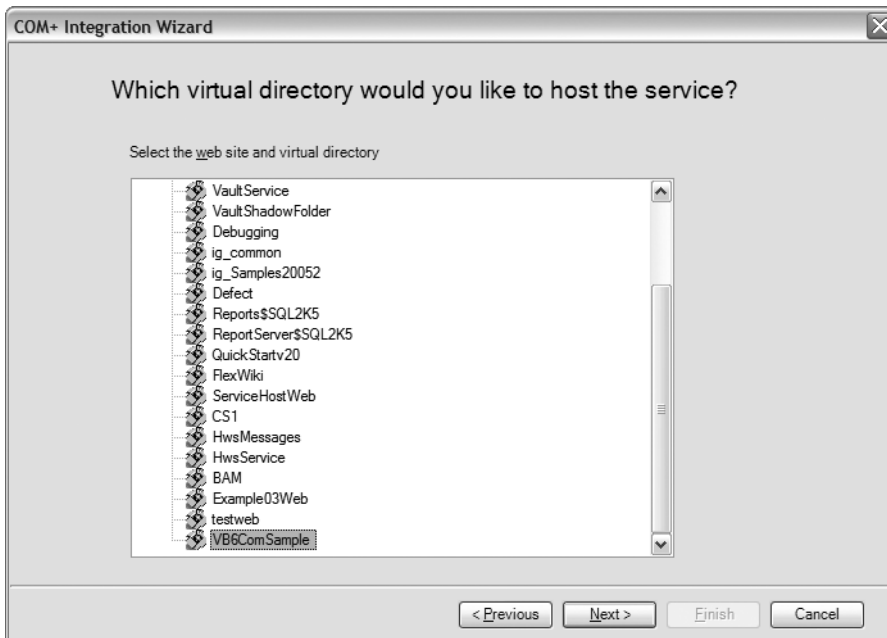 COM+ Integration Wizard
Which virtual directory would you like to host the service?
Select the web site and virtual directory
VaultService
VaultShadowFolder
Debugging
ig_common
ig_Samples20052
Defect
Reports$SQL2K5
ReportServer$SQL2K5
QuickStartv20
FlexWiki
ServiceHostWeb
CS1
HwsMessages
HwsService
BAM
Example03Web
testweb
VB6ComSample
< Previous Next > Finish Cancel